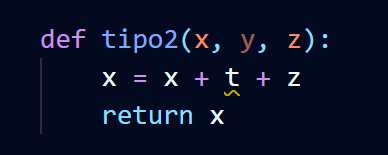 def tipo2(x, y, z):
    x = x + t + z
    return x